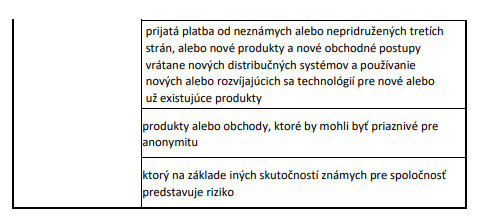 prijatá platba od neznámych alebo nepridružených tretích
strán, alebo nové produkty a nové obchodné postupy
vrátane nových distribučných systémov a používanie
nových alebo rozvíjajúcich sa technológií pre nové alebo
už existujúce produkty
produkty alebo obchody, ktoré by mohli byť priaznivé pre
anonymitu
ktorý na základe iných skutočností známych pre spoločnosť
predstavuje riziko